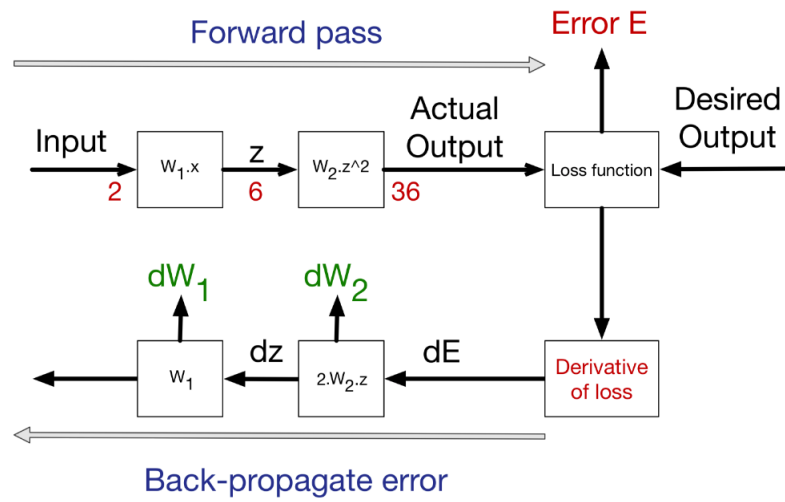 Forward pass
Error E
Input
Actual
Output
Desired
Output
W₁.x
z
W₂.z^2
Loss function
2
6
36
dW₁
dW₂
dz
dE
W₁
2.W₂.z
Derivative
of loss
Back-propagate error